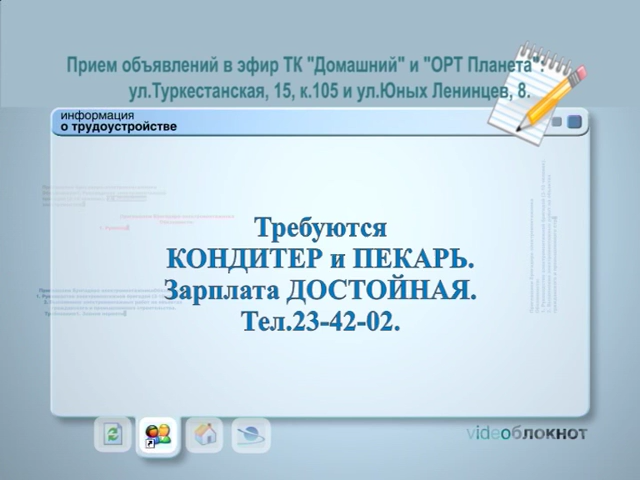 Прием объявлений в эфир ТК "Домашний" и "ОРТ Планета":
ул.Туркестанская, 15, к.105 и ул.Юных Ленинцев, 8.
информация
о трудоустройстве
Требуются
КОНДИТЕР и ПЕКАРЬ.
Зарплата ДОСТОЙНАЯ.
Тел.23-42-02.
videoблокнот